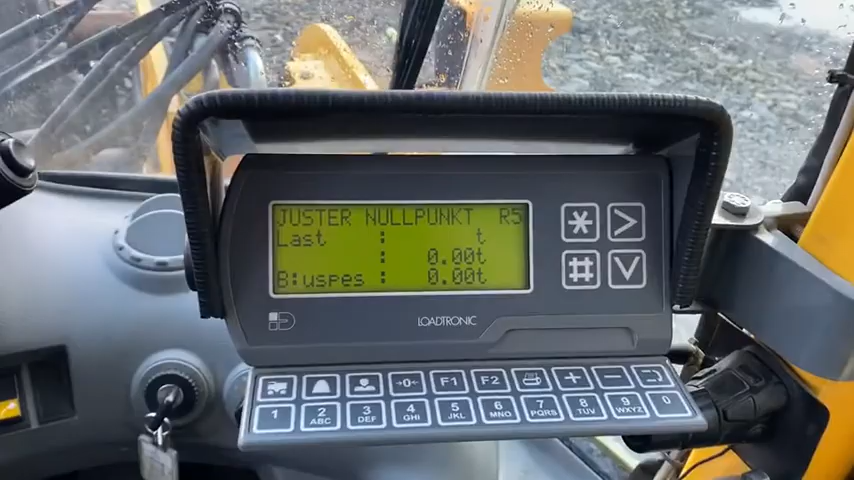 JUSTER NULLPUNKT R5
Last : t
: 0.00t
B:uspes : 0.00t
LOADTRONIC
→0← F1 F2 + −
1 2 ABC 3 DEF 4 GHI 5 JKL 6 MNO 7 PQRS 8 TUV 9 WXYZ 0